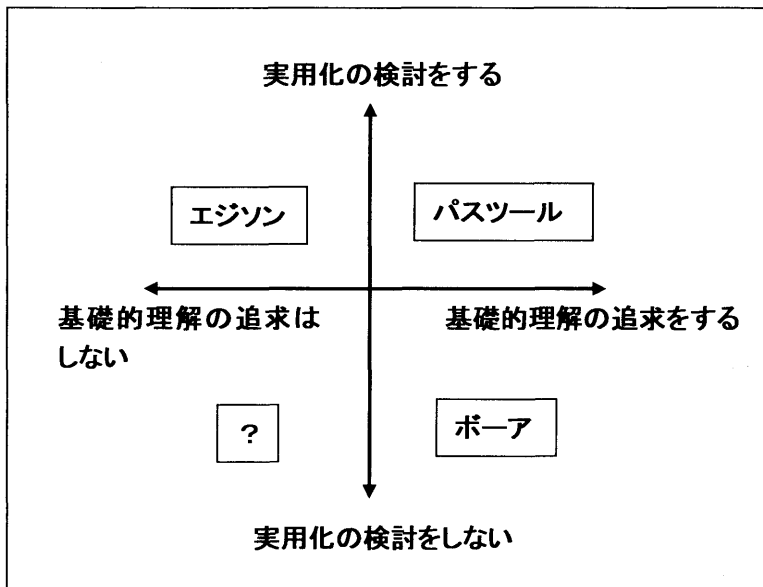 実用化の検討をする
エジソン
パスツール
基礎的理解の追求は
しない
基礎的理解の追求をする
?
ボーア
実用化の検討をしない